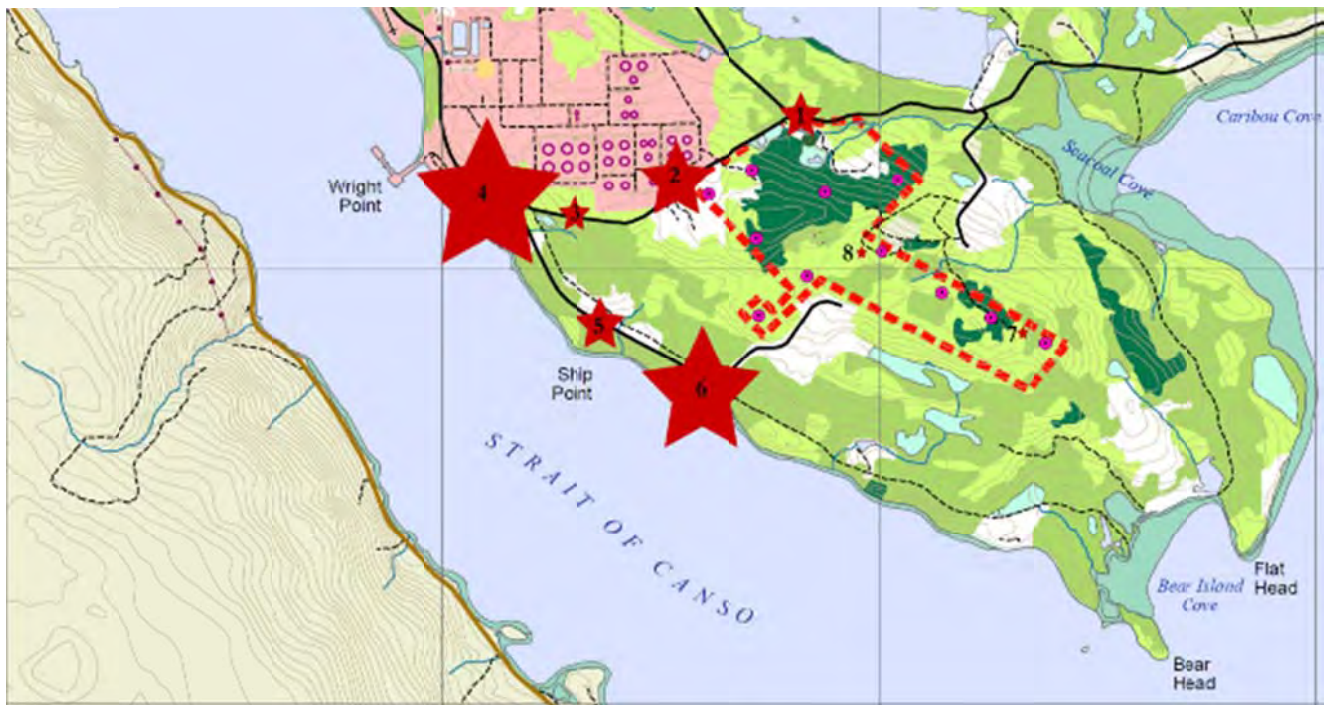 1
Caribou Cove
Seacoal Cove
2
Wright
Point
4
3
8
5
7
Ship
Point
6
STRAIT OF CANSO
Flat
Head
Bear Island
Cove
Bear
Head